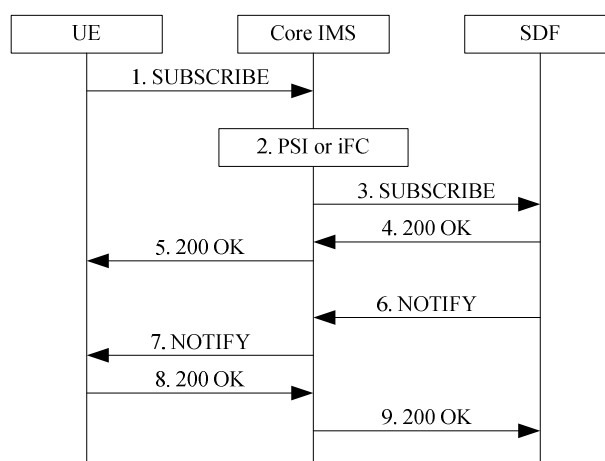 UE
Core IMS
SDF
1. SUBSCRIBE
2. PSI or iFC
3. SUBSCRIBE
4. 200 OK
5. 200 OK
6. NOTIFY
7. NOTIFY
8. 200 OK
9. 200 OK